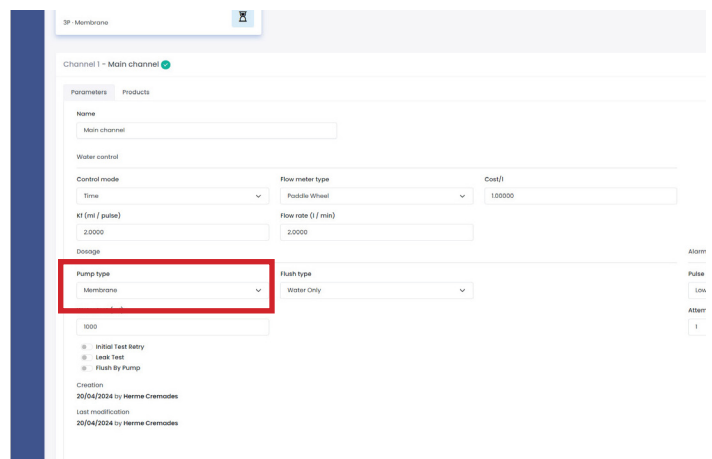 3P - Membrane
Channel 1 - Main channel
Parameters Products
Name
Main channel
Water control
Control mode Flow meter type Cost/l
Time Paddle Wheel 1.00000
Kf (ml / pulse) Flow rate (l / min)
2.0000 2.0000
Dosage Alarm
Pump type Flush type Pulse
Membrane Water Only Low
Attem
1000 1
Initial Test Retry
Leak Test
Flush By Pump
Creation
20/04/2024 by Herme Cremades
Last modification
20/04/2024 by Herme Cremades